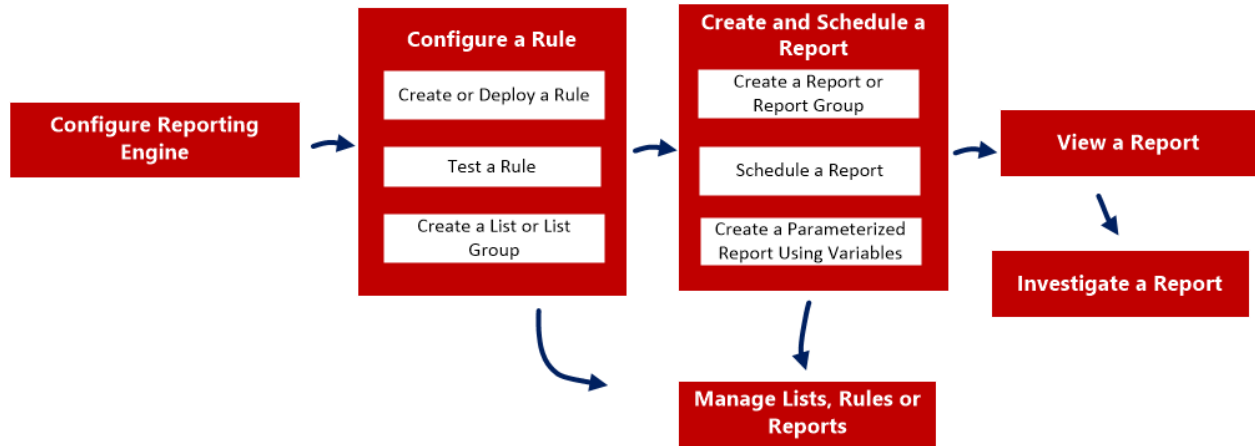 Configure Reporting
Engine
Configure a Rule
Create or Deploy a Rule
Test a Rule
Create a List or List
Group
Create and Schedule a
Report
Create a Report or
Report Group
Schedule a Report
Create a Parameterized
Report Using Variables
View a Report
Investigate a Report
Manage Lists, Rules or
Reports